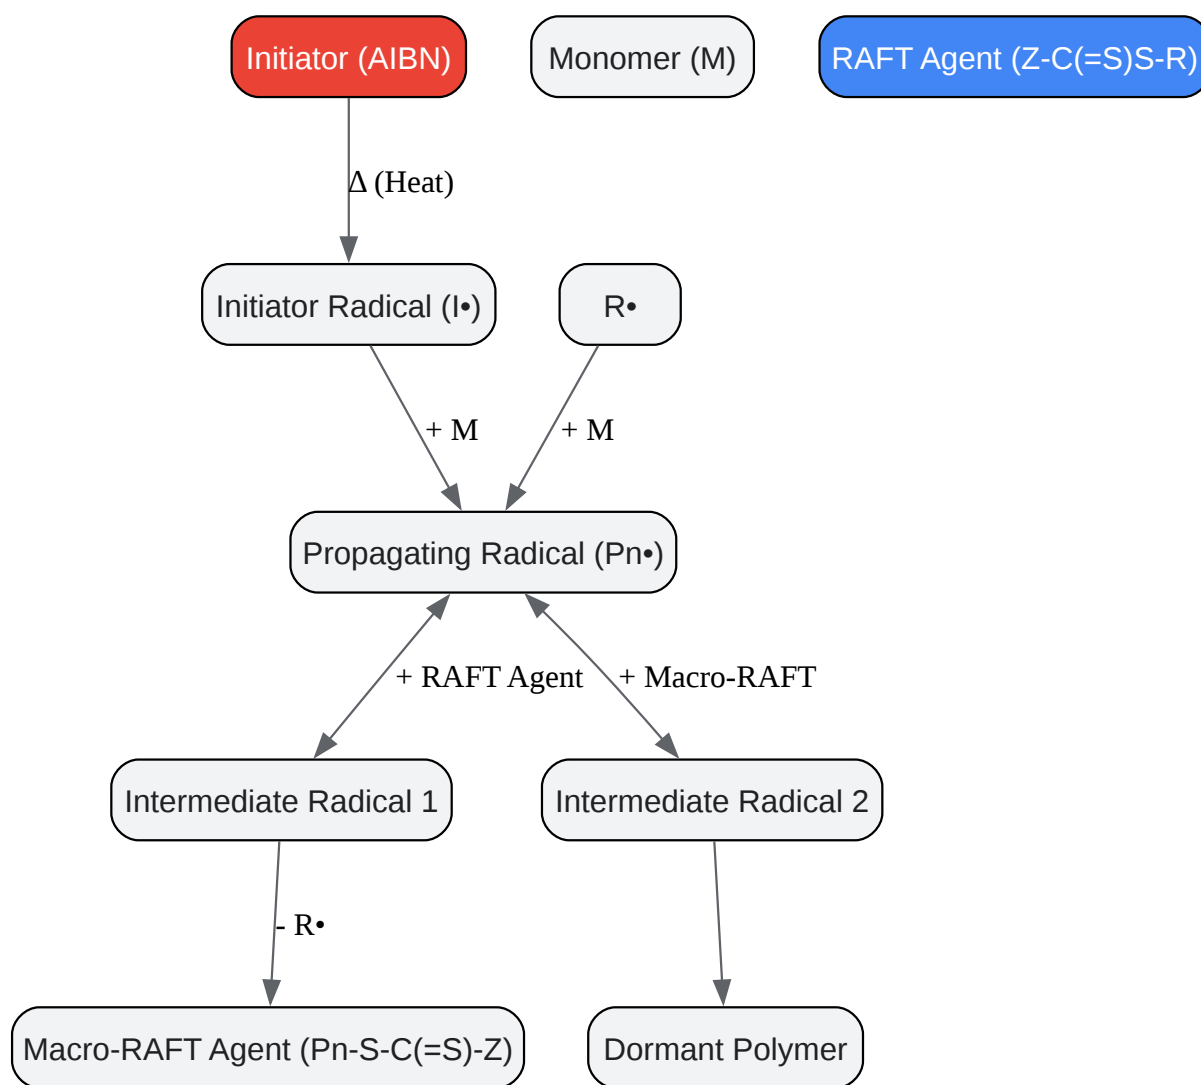 Initiator (AIBN)
Monomer (M)
RAFT Agent (Z-C(=S)S-R)
Δ (Heat)
Initiator Radical (I•)
R•
+ M
+ M
Propagating Radical (Pn•)
+ RAFT Agent
+ Macro-RAFT
Intermediate Radical 1
Intermediate Radical 2
- R•
Macro-RAFT Agent (Pn-S-C(=S)-Z)
Dormant Polymer